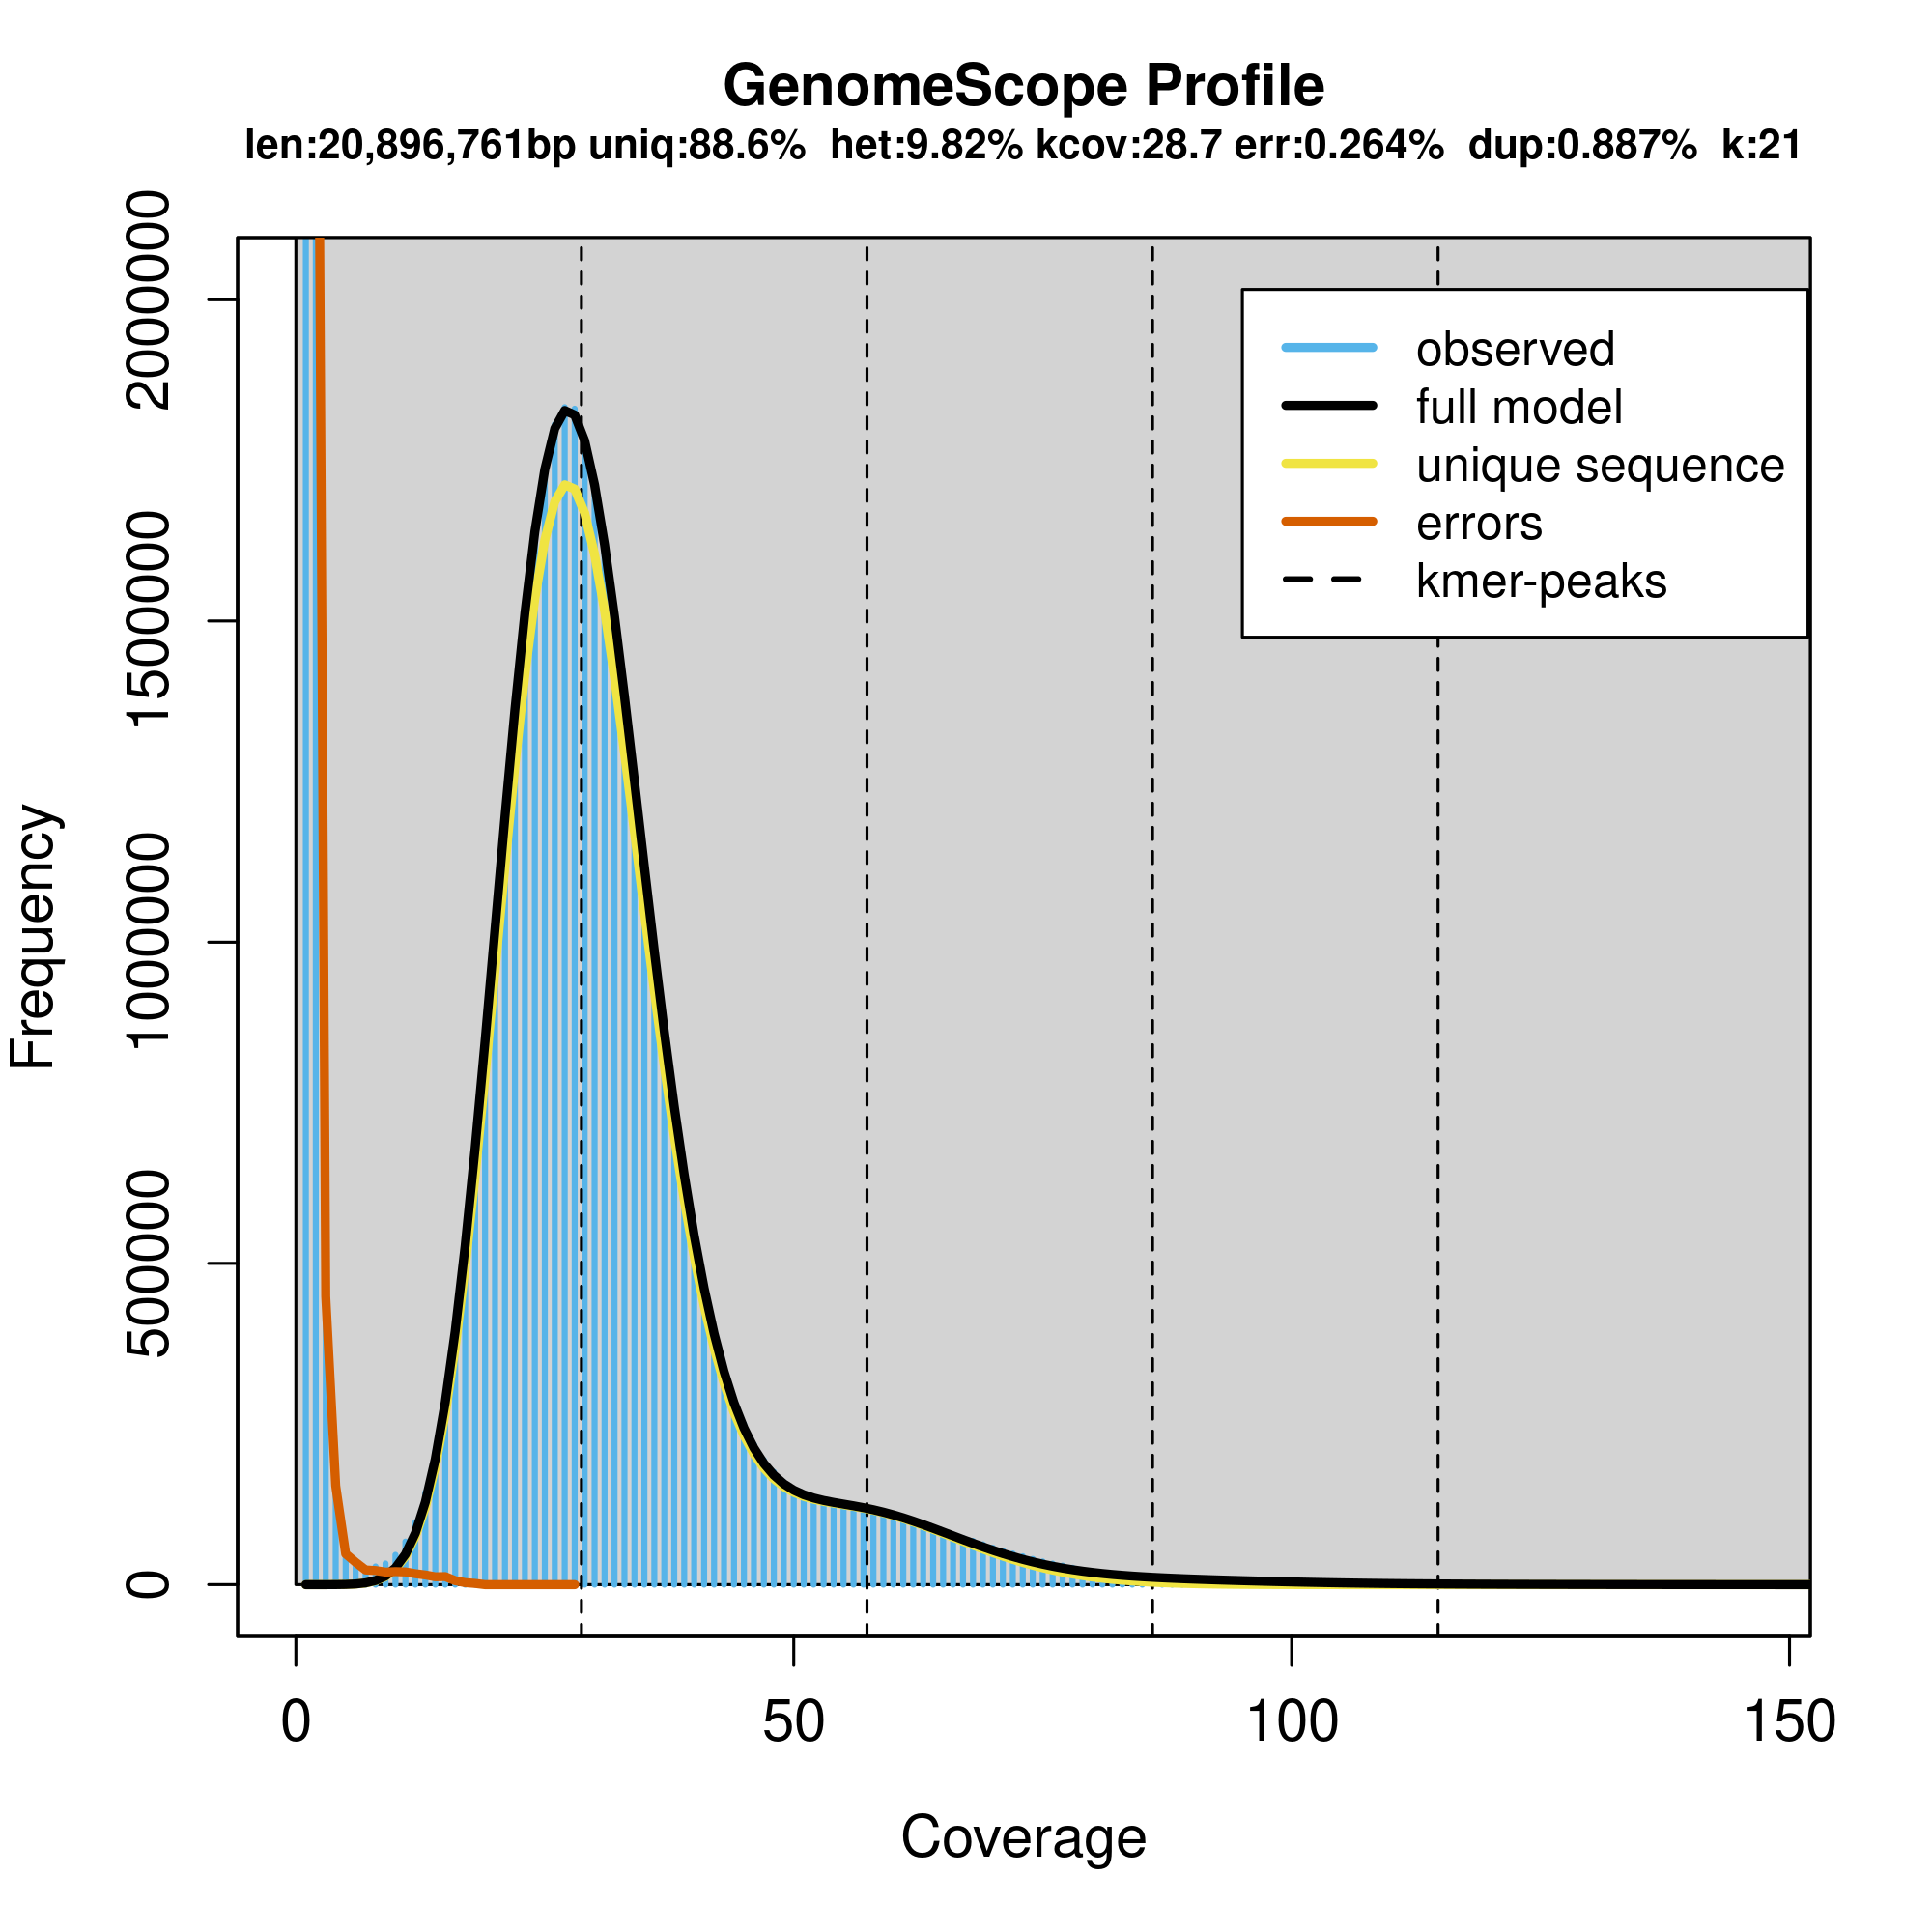 GenomeScope Profile
len:20,896,761bp uniq:88.6% het:9.82% kcov:28.7 err:0.264% dup:0.887% k:21
observed
full model
unique sequence
errors
kmer-peaks
Frequency
2000000
1500000
1000000
500000
0
0 50 100 150
Coverage